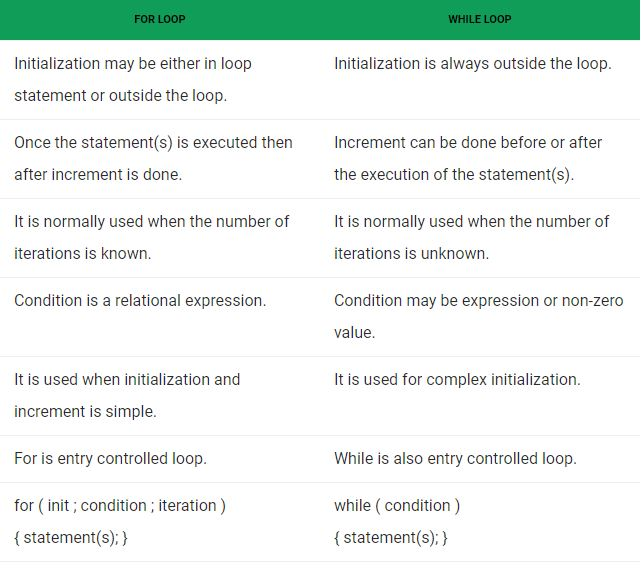 FOR LOOP
WHILE LOOP
Initialization may be either in loop
statement or outside the loop.
Initialization is always outside the loop.
Once the statement(s) is executed then
after increment is done.
Increment can be done before or after
the execution of the statement(s).
It is normally used when the number of
iterations is known.
It is normally used when the number of
iterations is unknown.
Condition is a relational expression.
Condition may be expression or non-zero
value.
It is used when initialization and
increment is simple.
It is used for complex initialization.
For is entry controlled loop.
While is also entry controlled loop.
for ( init ; condition ; iteration )
{ statement(s); }
while ( condition )
{ statement(s); }